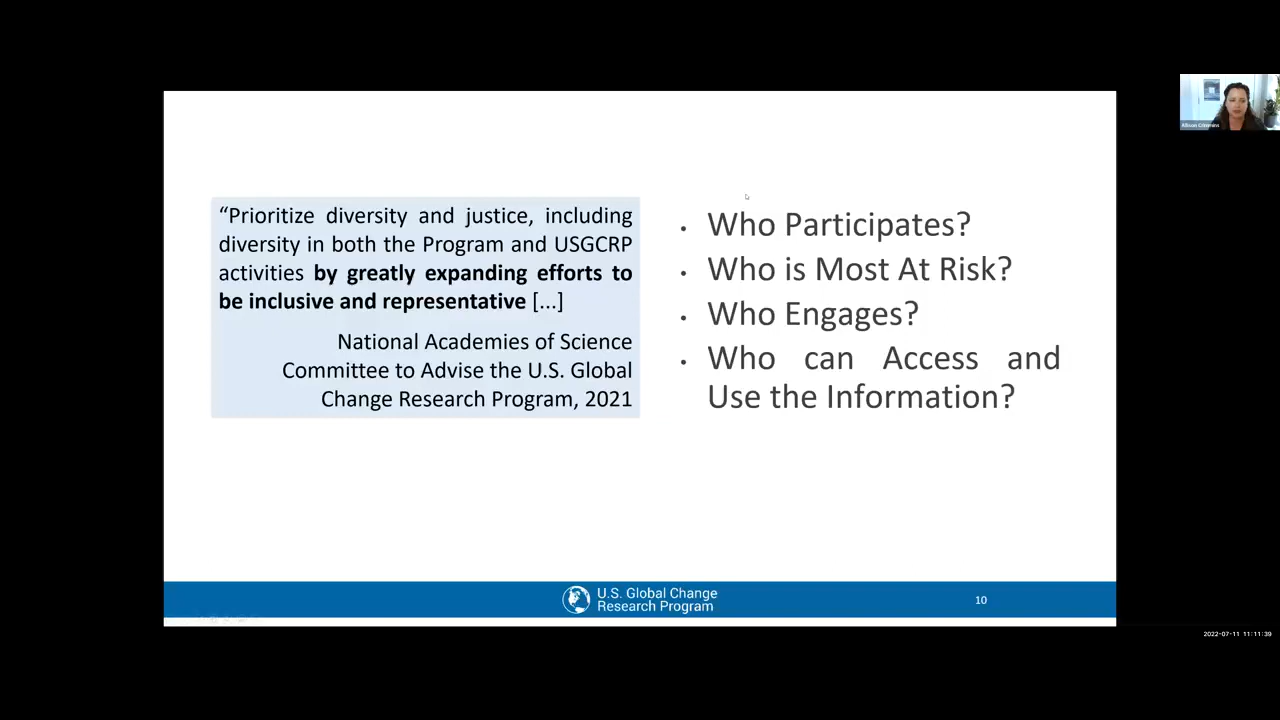 “Prioritize diversity and justice, including
diversity in both the Program and USGCRP
activities by greatly expanding efforts to
be inclusive and representative [...]
National Academies of Science
Committee to Advise the U.S. Global
Change Research Program, 2021
• Who Participates?
• Who is Most At Risk?
• Who Engages?
• Who can Access and
Use the Information?
U.S. Global Change
Research Program
10
Allison Crimmins
2022-07-11 11:11:39